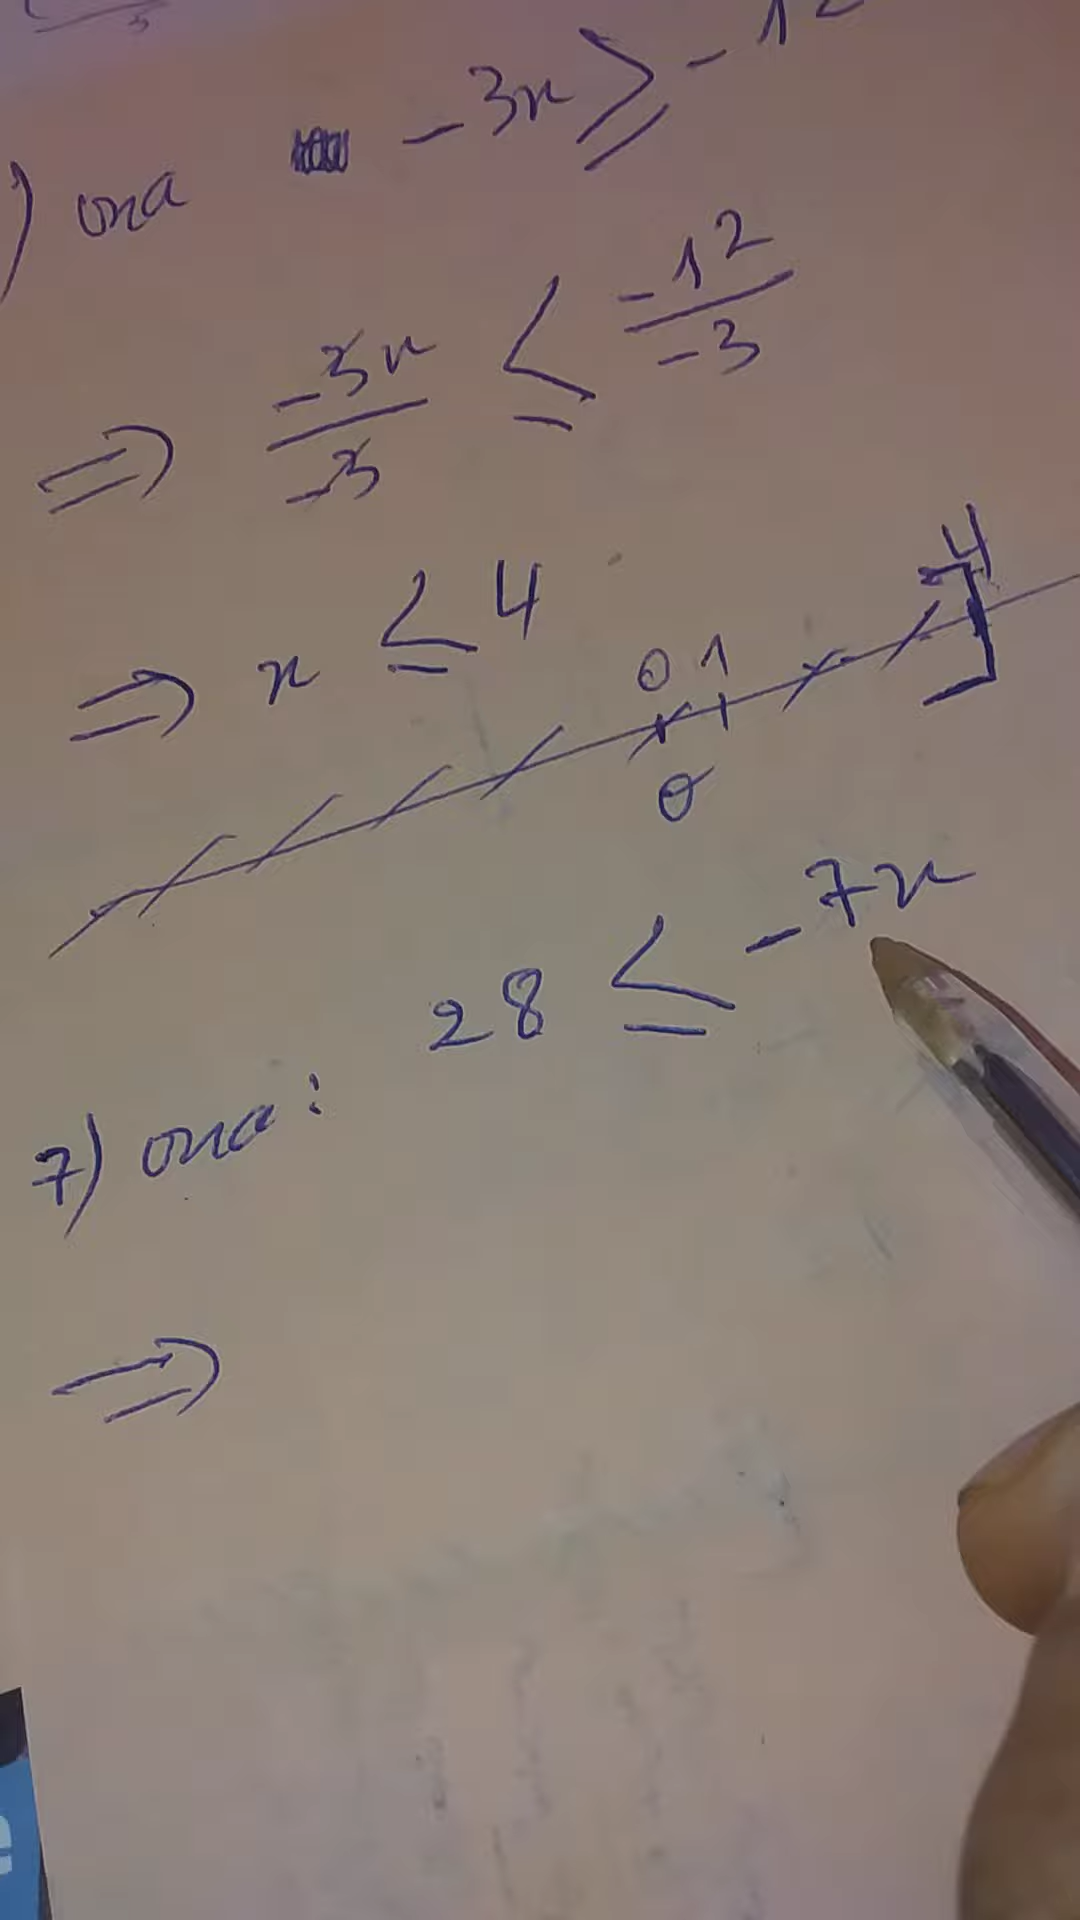 ) ona -3x ≥ -12
⇒ -3x/-3 ≤ -12/-3
⇒ x ≤ 4
0 1 4
0
7) ona: 28 ≤ -7x
⇒
e